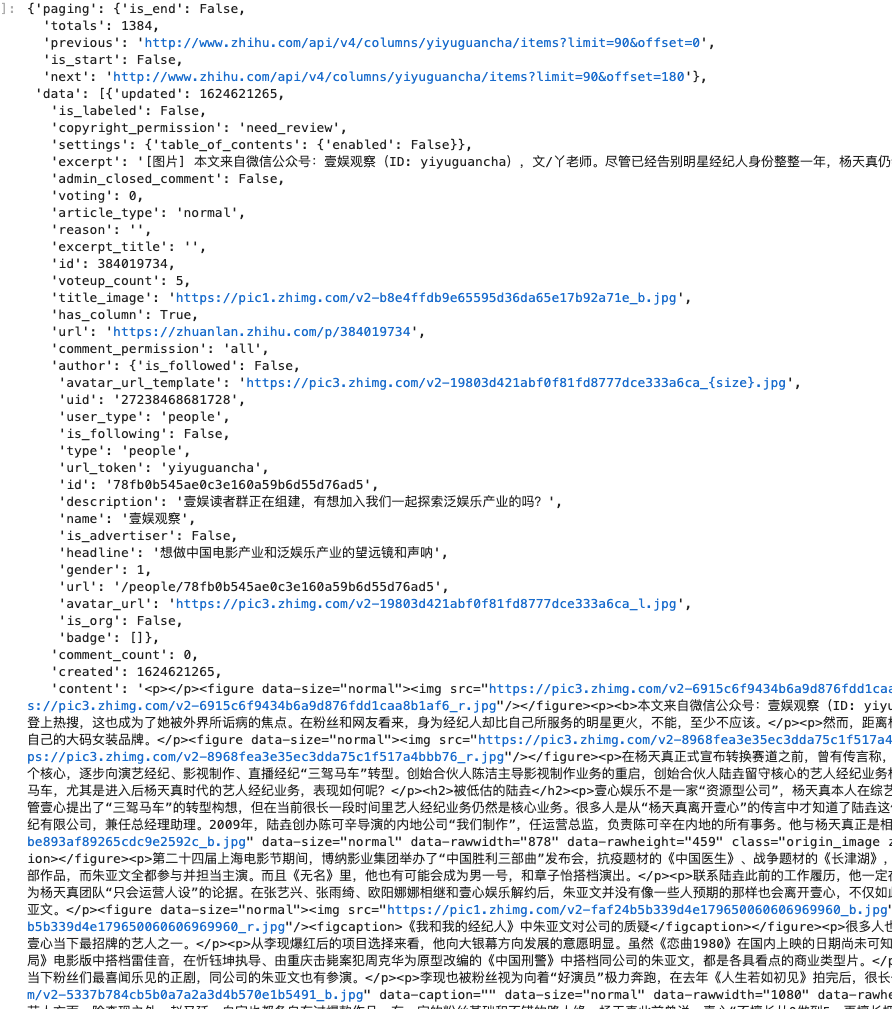 ]: {'paging': {'is_end': False,
'totals': 1384,
'previous': 'http://www.zhihu.com/api/v4/columns/yiyuguancha/items?limit=90&offset=0',
'is_start': False,
'next': 'http://www.zhihu.com/api/v4/columns/yiyuguancha/items?limit=90&offset=180'},
'data': [{'updated': 1624621265,
'is_labeled': False,
'copyright_permission': 'need_review',
'settings': {'table_of_contents': {'enabled': False}},
'excerpt': '[图片] 本文来自微信公众号：壹娱观察（ID: yiyuguancha），文/丫老师。尽管已经告别明星经纪人身份整整一年，杨天真仍
'admin_closed_comment': False,
'voting': 0,
'article_type': 'normal',
'reason': '',
'excerpt_title': '',
'id': 384019734,
'voteup_count': 5,
'title_image': 'https://pic1.zhimg.com/v2-b8e4ffdb9e65595d36da65e17b92a71e_b.jpg',
'has_column': True,
'url': 'https://zhuanlan.zhihu.com/p/384019734',
'comment_permission': 'all',
'author': {'is_followed': False,
'avatar_url_template': 'https://pic3.zhimg.com/v2-19803d421abf0f81fd8777dce333a6ca_{size}.jpg',
'uid': '27238468681728',
'user_type': 'people',
'is_following': False,
'type': 'people',
'url_token': 'yiyuguancha',
'id': '78fb0b545ae0c3e160a59b6d55d76ad5',
'description': '壹娱读者群正在组建，有想加入我们一起探索泛娱乐产业的吗？',
'name': '壹娱观察',
'is_advertiser': False,
'headline': '想做中国电影产业和泛娱乐产业的望远镜和声呐',
'gender': 1,
'url': '/people/78fb0b545ae0c3e160a59b6d55d76ad5',
'avatar_url': 'https://pic3.zhimg.com/v2-19803d421abf0f81fd8777dce333a6ca_l.jpg',
'is_org': False,
'badge': []},
'comment_count': 0,
'created': 1624621265,
'content': '<p></p><figure data-size="normal"><img src="https://pic3.zhimg.com/v2-6915c6f9434b6a9d876fdd1caa
s://pic3.zhimg.com/v2-6915c6f9434b6a9d876fdd1caa8b1af6_r.jpg"/></figure><p><b>本文来自微信公众号：壹娱观察（ID: yiyu
登上热搜，这也成为了她被外界所诟病的焦点。在粉丝和网友看来，身为经纪人却比自己所服务的明星更火，不能，至少不应该。</p><p>然而，距离
自己的大码女装品牌。</p><figure data-size="normal"><img src="https://pic3.zhimg.com/v2-8968fea3e35ec3dda75c1f517a4
ps://pic3.zhimg.com/v2-8968fea3e35ec3dda75c1f517a4bbb76_r.jpg"/></figure><p>在杨天真正式宣布转换赛道之前，曾有传言称，
个核心，逐步向演艺经纪、影视制作、直播经纪“三驾马车”转型。创始合伙人陈洁主导影视制作业务的重启，创始合伙人陆垚留守核心的艺人经纪业务
马车，尤其是进入后杨天真时代的艺人经纪业务，表现如何呢？</p><h2>被低估的陆垚</h2><p>壹心娱乐不是一家“资源型公司”，杨天真本人在综艺
管壹心提出了“三驾马车”的转型构想，但在当前很长一段时间里艺人经纪业务仍然是核心业务。很多人是从“杨天真离开壹心”的传言中才知道了陆垚这
纪有限公司，兼任总经理助理。2009年，陆垚创办陈可辛导演的内地公司“我们制作”，任运营总监，负责陈可辛在内地的所有事务。他与杨天真正是相
be893af89265cdc9e2592c_b.jpg" data-size="normal" data-rawwidth="878" data-rawheight="459" class="origin_image z
ion></figure><p>第二十四届上海电影节期间，博纳影业集团举办了“中国胜利三部曲”发布会，抗疫题材的《中国医生》、战争题材的《长津湖》，
部作品，而朱亚文全都参与并担当主演。而且《无名》里，他也有可能会成为男一号，和章子怡搭档演出。</p><p>联系陆垚此前的工作履历，他一定在
为杨天真团队“只会运营人设”的论据。在张艺兴、张雨绮、欧阳娜娜相继和壹心娱乐解约后，朱亚文并没有像一些人预期的那样也会离开壹心，不仅如此
亚文。</p><figure data-size="normal"><img src="https://pic1.zhimg.com/v2-faf24b5b339d4e179650060606969960_b.jpg"
b5b339d4e179650060606969960_r.jpg"/><figcaption>《我和我的经纪人》中朱亚文对公司的质疑</figcaption></figure><p>很多人也
壹心当下最招牌的艺人之一。</p><p>从李现爆红后的项目选择来看，他向大银幕方向发展的意愿明显。虽然《恋曲1980》在国内上映的日期尚未可知
局》电影版中搭档雷佳音，在忻钰坤执导、由重庆击毙案犯周克华为原型改编的《中国刑警》中搭档同公司的朱亚文，都是各具看点的商业类型片。</p
当下粉丝们最喜闻乐见的正剧，同公司的朱亚文也有参演。</p><p>李现也被粉丝视为向着“好演员”极力奔跑，在去年《人生若如初见》拍完后，很长
m/v2-5337b784cb5b0a7a2a3d4b570e1b5491_b.jpg" data-caption="" data-size="normal" data-rawwidth="1080" data-rawhe